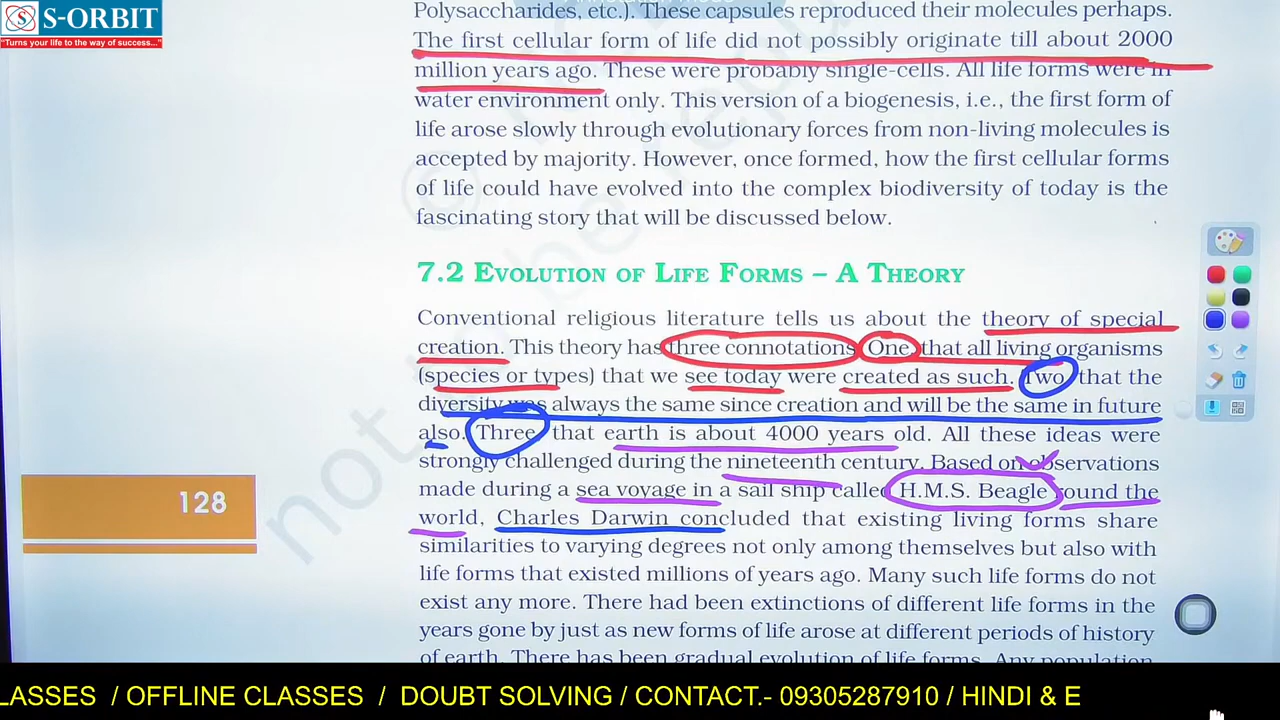 S-ORBIT
"Turns your life to the way of success..."
Polysaccharides, etc.). These capsules reproduced their molecules perhaps.
The first cellular form of life did not possibly originate till about 2000
million years ago. These were probably single-cells. All life forms were in
water environment only. This version of a biogenesis, i.e., the first form of
life arose slowly through evolutionary forces from non-living molecules is
accepted by majority. However, once formed, how the first cellular forms
of life could have evolved into the complex biodiversity of today is the
fascinating story that will be discussed below.
7.2 EVOLUTION OF LIFE FORMS – A THEORY
Conventional religious literature tells us about the theory of special
creation. This theory has three connotations. One, that all living organisms
(species or types) that we see today were created as such. Two, that the
diversity was always the same since creation and will be the same in future
also. Three, that earth is about 4000 years old. All these ideas were
strongly challenged during the nineteenth century. Based on observations
made during a sea voyage in a sail ship called H.M.S. Beagle round the
world, Charles Darwin concluded that existing living forms share
similarities to varying degrees not only among themselves but also with
life forms that existed millions of years ago. Many such life forms do not
exist any more. There had been extinctions of different life forms in the
years gone by just as new forms of life arose at different periods of history
of earth. There has been gradual evolution of life forms. Any population
128
not
LASSES / OFFLINE CLASSES / DOUBT SOLVING / CONTACT.- 09305287910 / HINDI & E